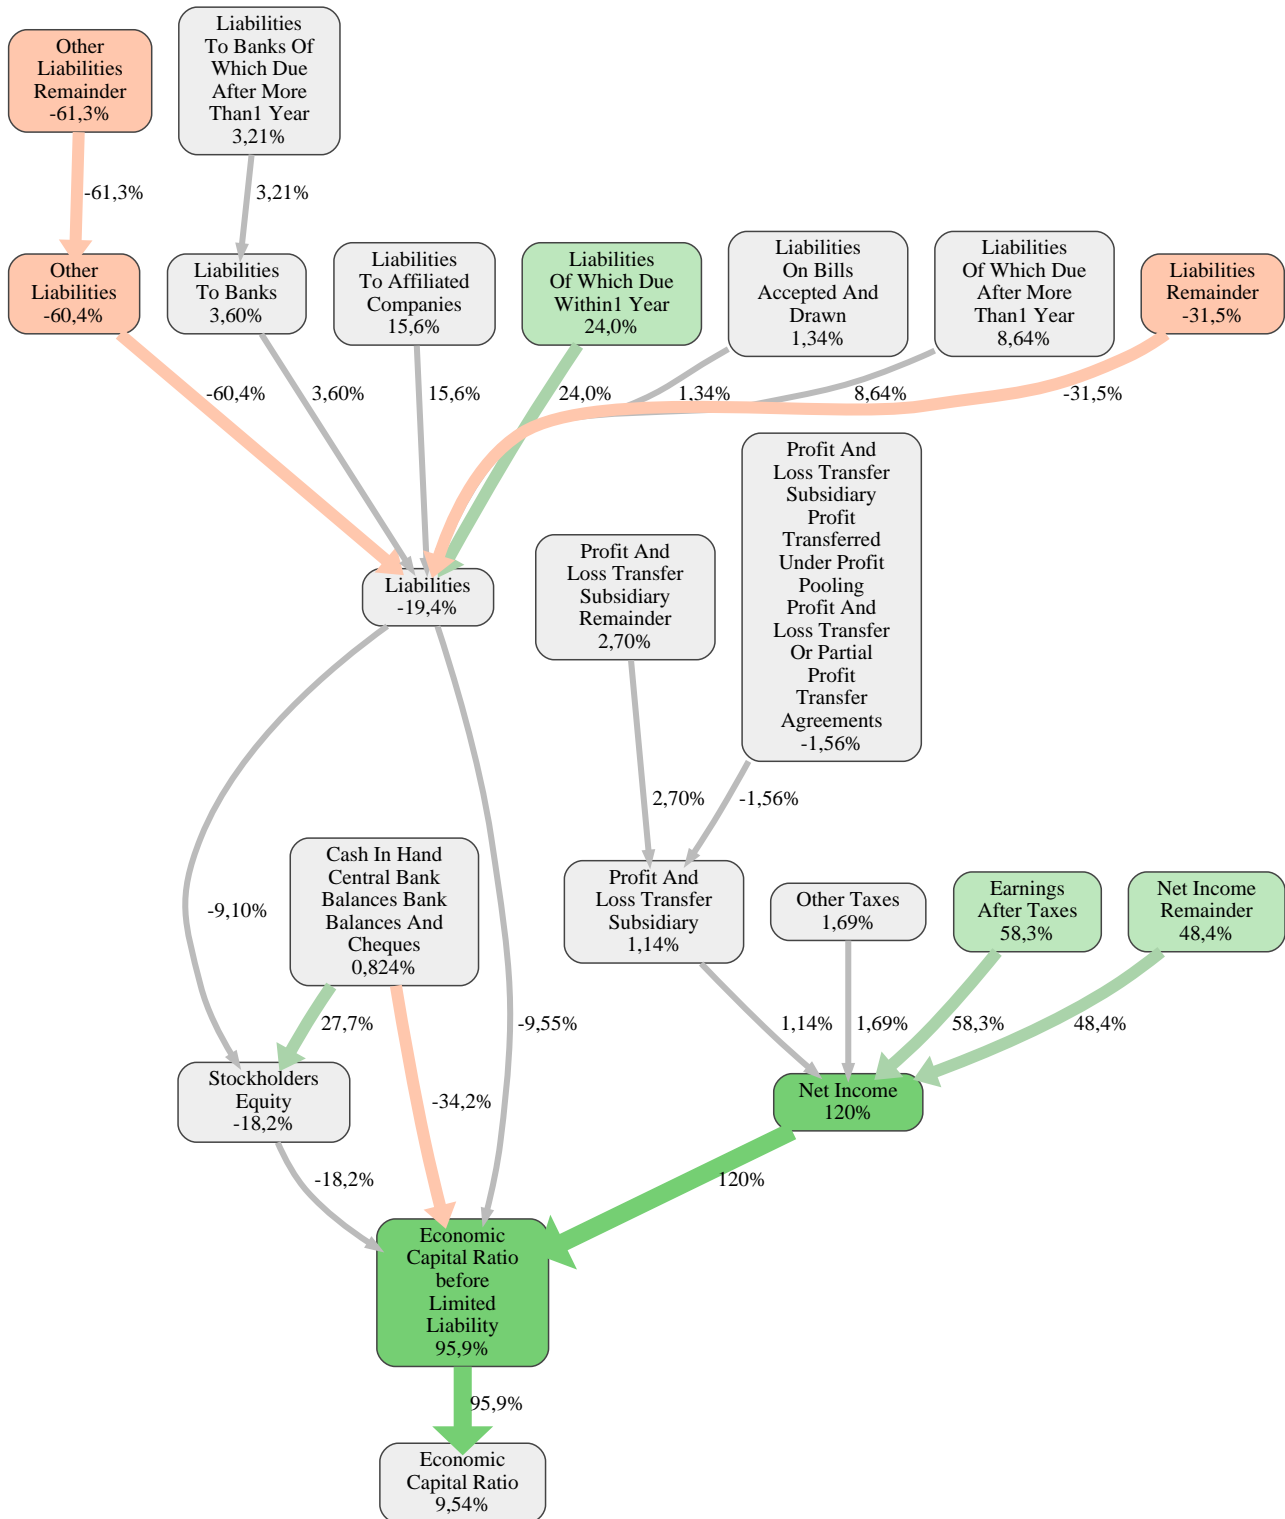 Other
Liabilities
Remainder
-61,3%
Liabilities
To Banks Of
Which Due
After More
Than1 Year
3,21%
-61,3%
3,21%
Other
Liabilities
-60,4%
Liabilities
To Banks
3,60%
Liabilities
To Affiliated
Companies
15,6%
Liabilities
Of Which Due
Within1 Year
24,0%
Liabilities
On Bills
Accepted And
Drawn
1,34%
Liabilities
Of Which Due
After More
Than1 Year
8,64%
Liabilities
Remainder
-31,5%
-60,4%
3,60%
15,6%
24,0%
1,34%
8,64%
-31,5%
Profit And
Loss Transfer
Subsidiary
Profit
Transferred
Under Profit
Pooling
Profit And
Loss Transfer
Or Partial
Profit
Transfer
Agreements
-1,56%
Profit And
Loss Transfer
Subsidiary
Remainder
2,70%
Liabilities
-19,4%
2,70%
-1,56%
Cash In Hand
Central Bank
Balances Bank
Balances And
Cheques
0,824%
Profit And
Loss Transfer
Subsidiary
1,14%
Other Taxes
1,69%
Earnings
After Taxes
58,3%
Net Income
Remainder
48,4%
-9,10%
27,7%
-9,55%
1,14%
1,69%
58,3%
48,4%
Stockholders
Equity
-18,2%
-34,2%
Net Income
120%
-18,2%
120%
Economic
Capital Ratio
before
Limited
Liability
95,9%
95,9%
Economic
Capital Ratio
9,54%